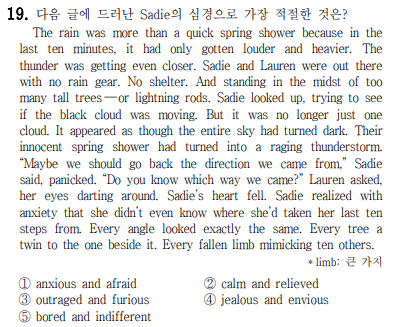 19. 다음 글에 드러난 Sadie의 심경으로 가장 적절한 것은?
The rain was more than a quick spring shower because in the
last ten minutes, it had only gotten louder and heavier. The
thunder was getting even closer. Sadie and Lauren were out there
with no rain gear. No shelter. And standing in the midst of too
many tall trees—or lightning rods. Sadie looked up, trying to see
if the black cloud was moving. But it was no longer just one
cloud. It appeared as though the entire sky had turned dark. Their
innocent spring shower had turned into a raging thunderstorm.
“Maybe we should go back the direction we came from,” Sadie
said, panicked. “Do you know which way we came?” Lauren asked,
her eyes darting around. Sadie's heart fell. Sadie realized with
anxiety that she didn't even know where she'd taken her last ten
steps from. Every angle looked exactly the same. Every tree a
twin to the one beside it. Every fallen limb mimicking ten others.
* limb: 큰 가지
① anxious and afraid ② calm and relieved
③ outraged and furious ④ jealous and envious
⑤ bored and indifferent